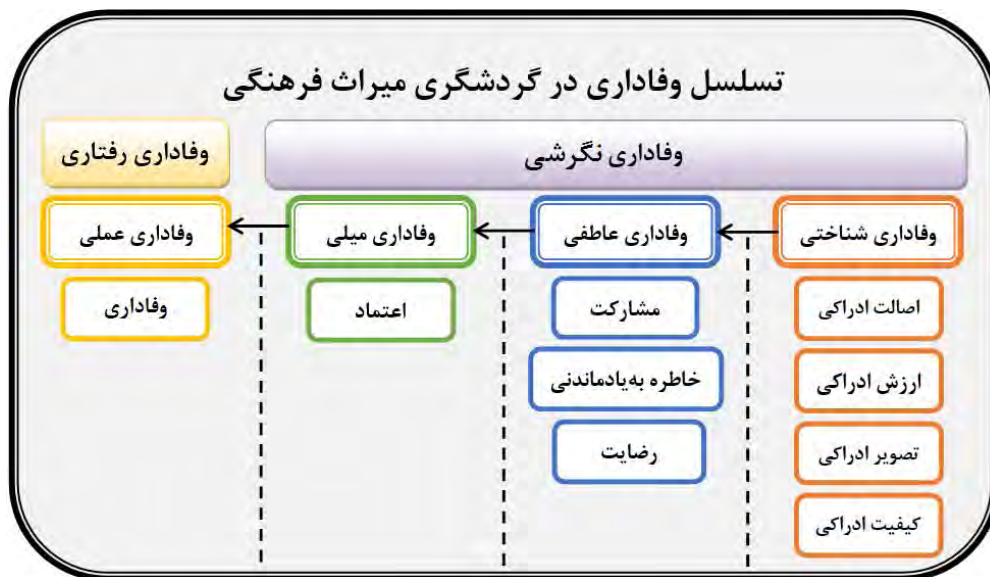 تسلسل وفاداری در گردشگری میراث فرهنگی
وفاداری نگرشی
وفاداری رفتاری
وفاداری شناختی
وفاداری عاطفی
وفاداری میلی
وفاداری عملی
اصالت ادراکی
ارزش ادراکی
تصویر ادراکی
کیفیت ادراکی
مشارکت
خاطره به‌یادماندنی
رضایت
اعتماد
وفاداری